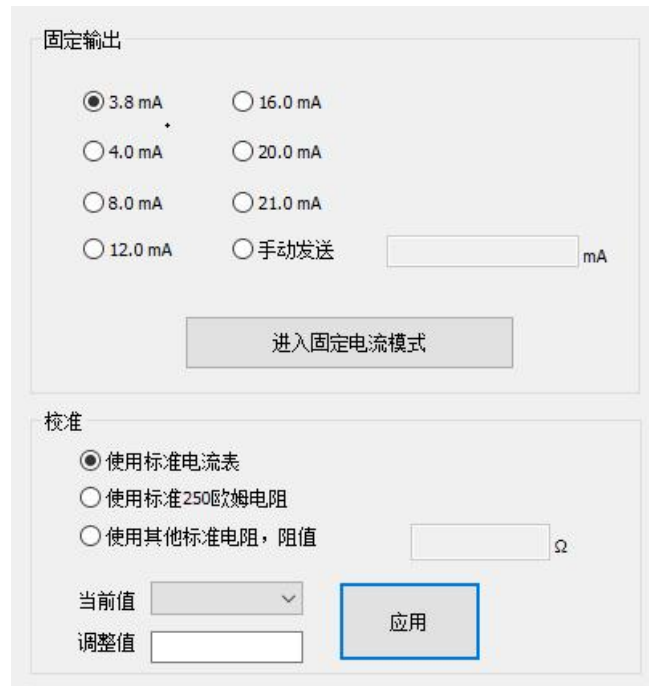 固定输出
3.8 mA 16.0 mA
4.0 mA 20.0 mA
8.0 mA 21.0 mA
12.0 mA 手动发送 mA
进入固定电流模式
校准
使用标准电流表
使用标准250欧姆电阻
使用其他标准电阻，阻值 Ω
当前值
调整值
应用